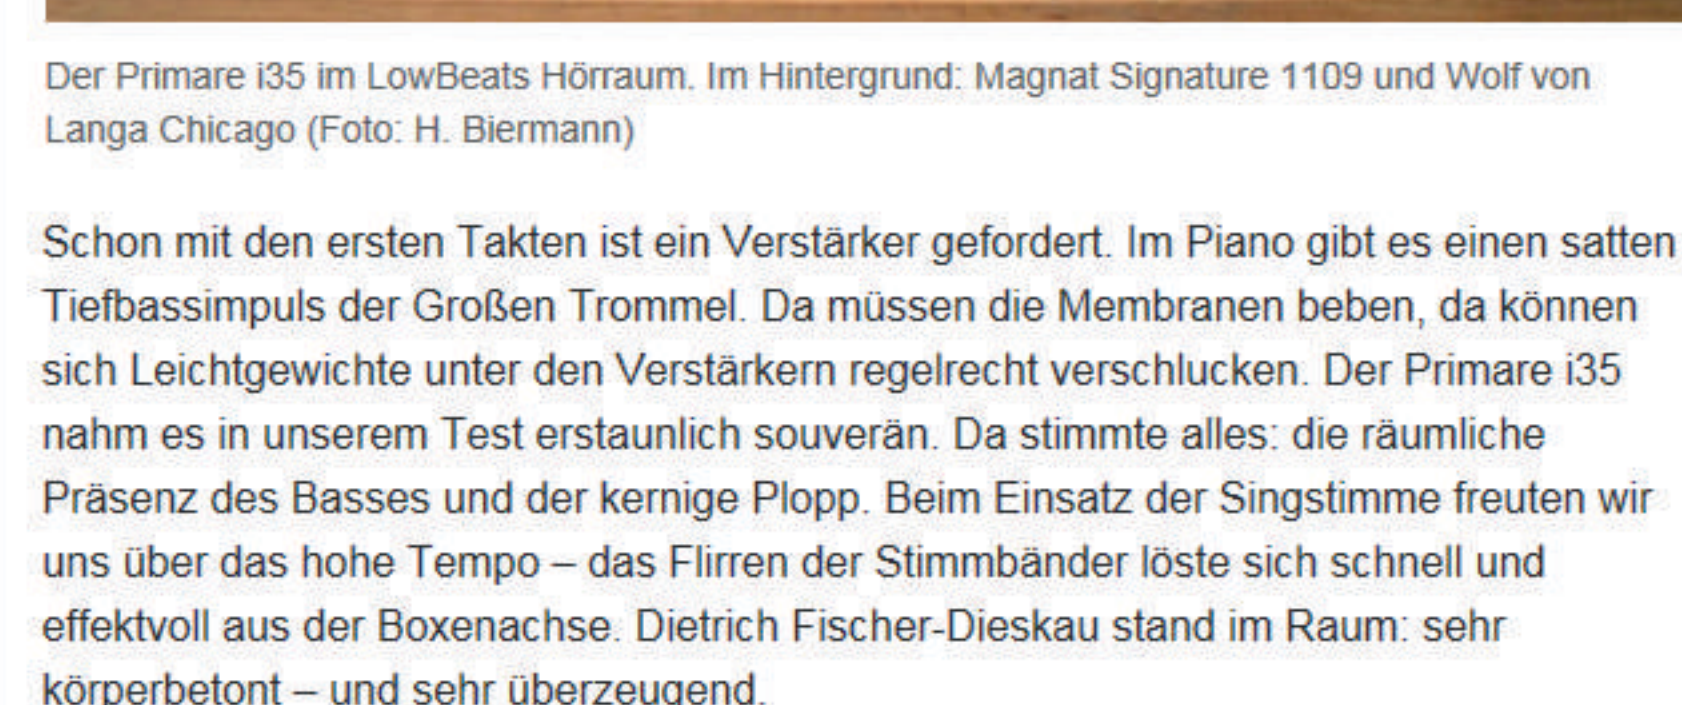 Der Primare i35 im LowBeats Hörraum. Im Hintergrund: Magnat Signature 1109 und Wolf von
Langa Chicago (Foto: H. Biermann)
Schon mit den ersten Takten ist ein Verstärker gefordert. Im Piano gibt es einen satten
Tiefbassimpuls der Großen Trommel. Da müssen die Membranen beben, da können
sich Leichtgewichte unter den Verstärkern regelrecht verschlucken. Der Primare i35
nahm es in unserem Test erstaunlich souverän. Da stimmte alles: die räumliche
Präsenz des Basses und der kernige Plopp. Beim Einsatz der Singstimme freuten wir
uns über das hohe Tempo – das Flirren der Stimmbänder löste sich schnell und
effektvoll aus der Boxenachse. Dietrich Fischer-Dieskau stand im Raum: sehr
körperbetont – und sehr überzeugend.